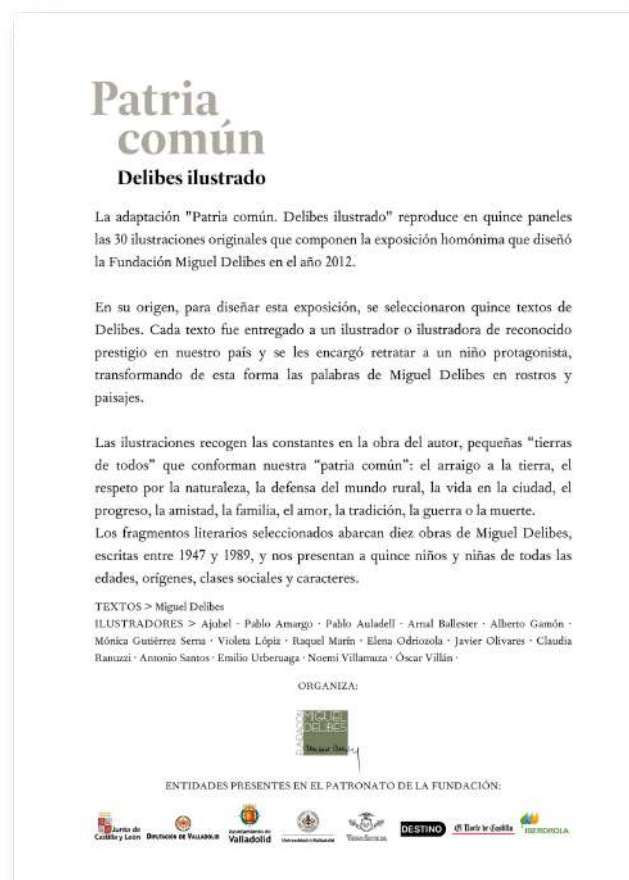 Patria
común
Delibes ilustrado
La adaptación "Patria común. Delibes ilustrado" reproduce en quince paneles
las 30 ilustraciones originales que componen la exposición homónima que diseñó
la Fundación Miguel Delibes en el año 2012.
En su origen, para diseñar esta exposición, se seleccionaron quince textos de
Delibes. Cada texto fue entregado a un ilustrador o ilustradora de reconocido
prestigio en nuestro país y se les encargó retratar a un niño protagonista,
transformando de esta forma las palabras de Miguel Delibes en rostros y
paisajes.
Las ilustraciones recogen las constantes en la obra del autor, pequeñas “tierras
de todos” que conforman nuestra “patria común”: el arraigo a la tierra, el
respeto por la naturaleza, la defensa del mundo rural, la vida en la ciudad, el
progreso, la amistad, la familia, el amor, la tradición, la guerra o la muerte.
Los fragmentos literarios seleccionados abarcan diez obras de Miguel Delibes,
escritas entre 1947 y 1989, y nos presentan a quince niños y niñas de todas las
edades, orígenes, clases sociales y caracteres.
TEXTOS > Miguel Delibes
ILUSTRADORES > Ajubel · Pablo Amargo · Pablo Auladell · Arnal Ballester · Alberto Gamón ·
Mónica Gutiérrez Serna · Violeta Lópiz · Raquel Marín · Elena Odriozola · Javier Olivares · Claudia
Ranucci · Antonio Santos · Emilio Urberuaga · Noemí Villamuza · Óscar Villán ·
ORGANIZA:
FUNDACIÓN
MIGUEL
DELIBES
ENTIDADES PRESENTES EN EL PATRONATO DE LA FUNDACIÓN:
Junta de
Castilla y León
DIPUTACIÓN DE VALLADOLID
Ayuntamiento de
Valladolid
Universidad de Valladolid
DESTINO
El Norte de Castilla
IBERDROLA